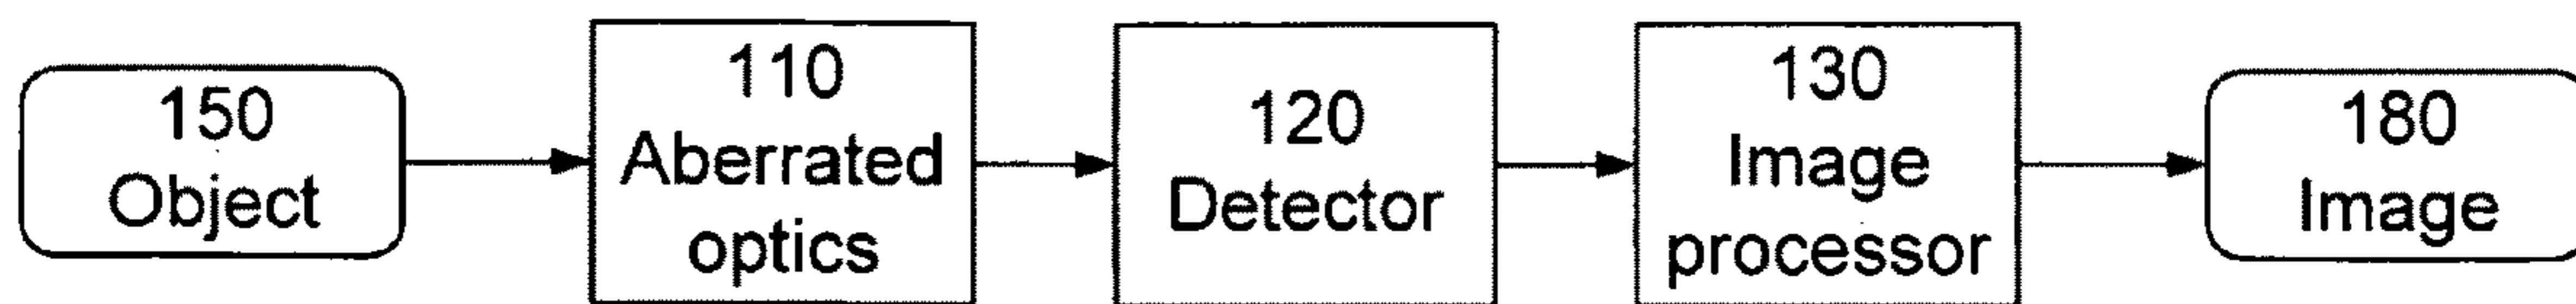 150
Object
110
Aberrated
optics
120
Detector
130
Image
processor
180
Image